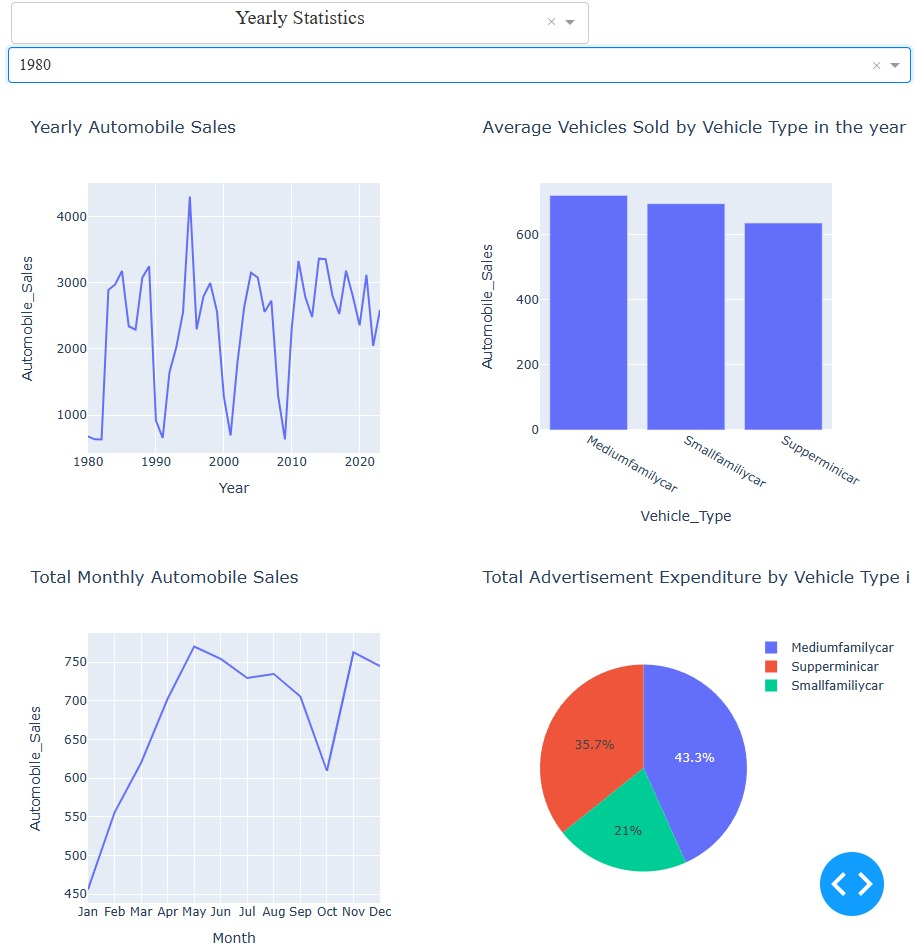 Yearly Statistics
×
1980
×
Yearly Automobile Sales
4000
3000
2000
1000
Automobile_Sales
1980 1990 2000 2010 2020
Year
Average Vehicles Sold by Vehicle Type in the year
600
400
200
0
Automobile_Sales
Mediumfamilycar
Smallfamiliycar
Supperminicar
Vehicle_Type
Total Monthly Automobile Sales
750
700
650
600
550
500
450
Automobile_Sales
Jan Feb Mar Apr May Jun Jul Aug Sep Oct Nov Dec
Month
Total Advertisement Expenditure by Vehicle Type i
Mediumfamilycar
Supperminicar
Smallfamiliycar
35.7%
43.3%
21%